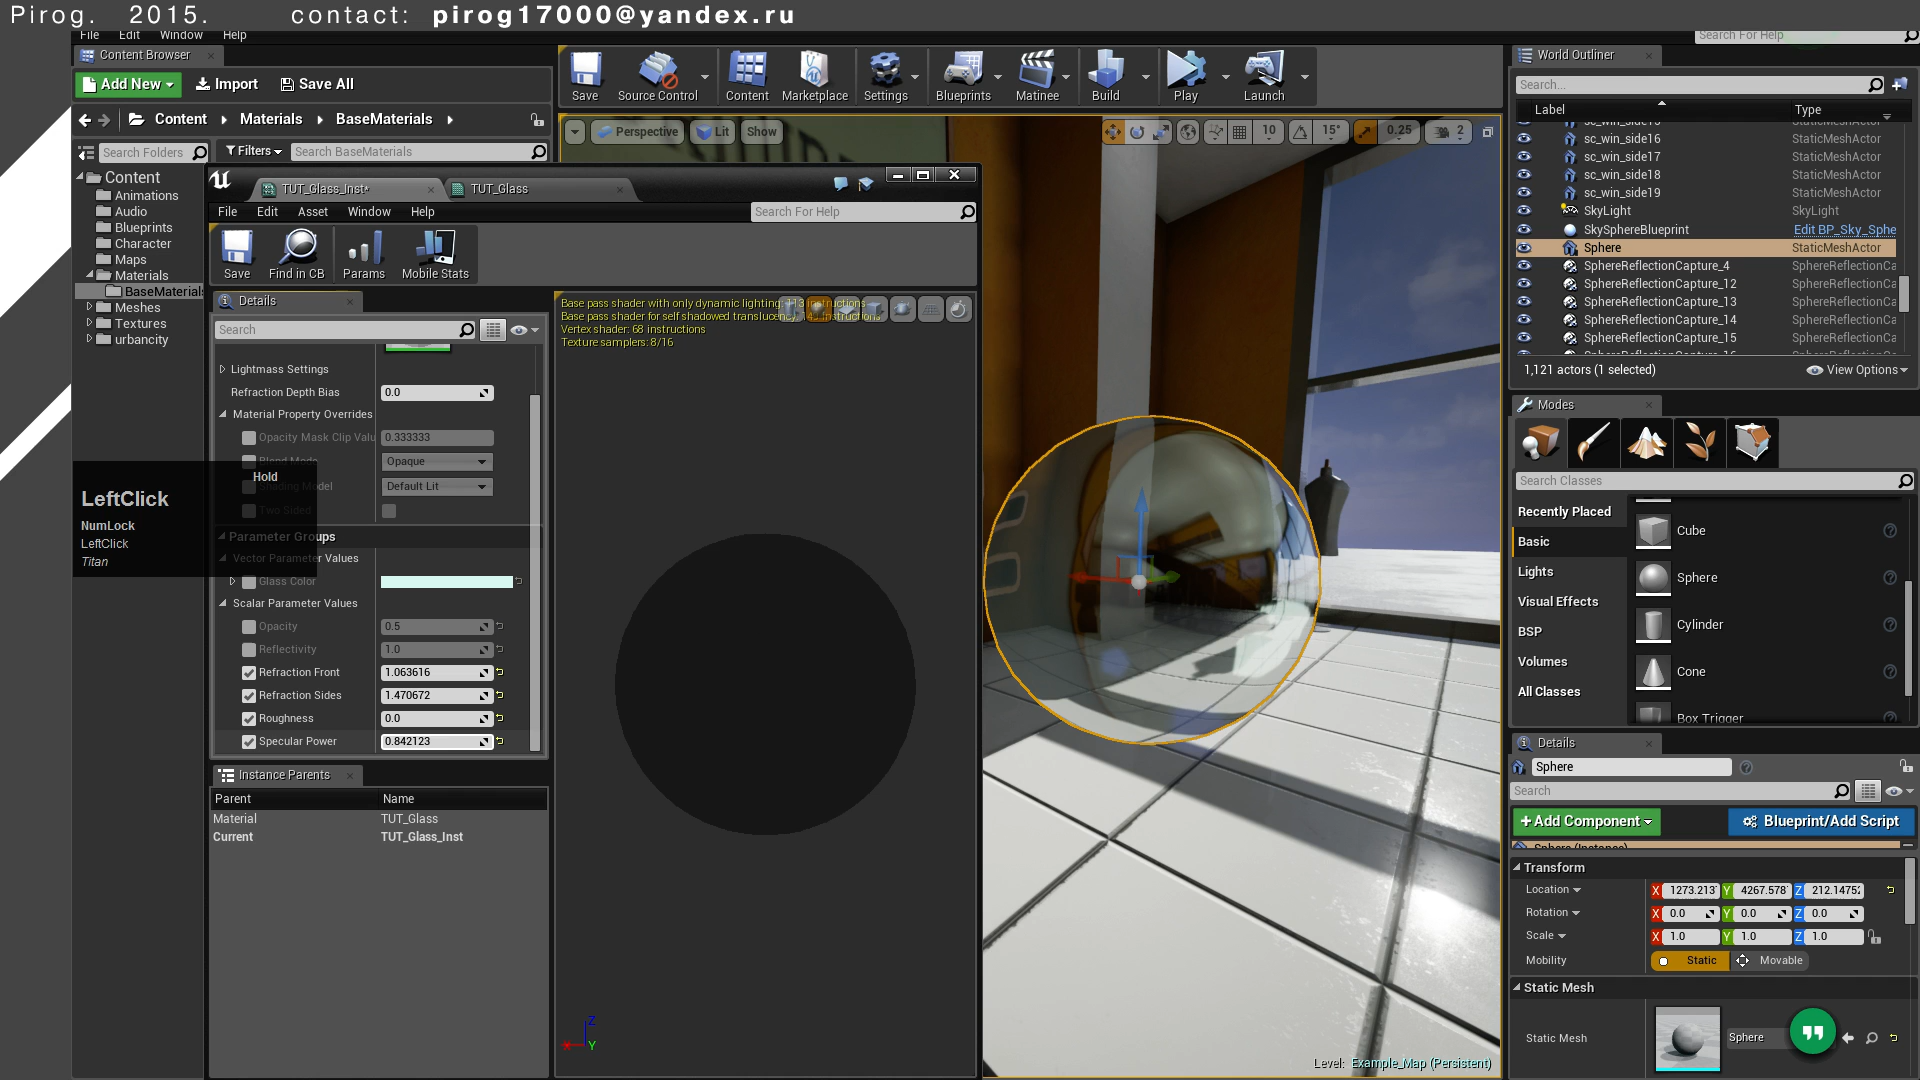 Pirog. 2015. contact: pirog17000@yandex.ru
File Edit Window Help
Search For Help
Content Browser
Add New
Import
Save All
Content Materials BaseMaterials
Search Folders
Filters
Search BaseMaterials
Content
Animations
Audio
Blueprints
Character
Maps
Materials
BaseMaterials
Meshes
Textures
urbancity
Save
Source Control
Content
Marketplace
Settings
Blueprints
Matinee
Build
Play
Launch
Perspective
Lit
Show
10
15°
0.25
2
TUT_Glass_Inst*
TUT_Glass
File Edit Asset Window Help
Search For Help
Save
Find in CB
Params
Mobile Stats
Details
Search
Lightmass Settings
Refraction Depth Bias 0.0
Material Property Overrides
Opacity Mask Clip Valu 0.333333
Blend Mode Opaque
Shading Model Default Lit
Two Sided
Parameter Groups
Vector Parameter Values
Glass Color
Scalar Parameter Values
Opacity 0.5
Reflectivity 1.0
Refraction Front 1.063616
Refraction Sides 1.470672
Roughness 0.0
Specular Power 0.842123
Hold
LeftClick
NumLock
LeftClick
Titan
Instance Parents
Parent Name
Material TUT_Glass
Current TUT_Glass_Inst
Base pass shader with only dynamic lighting: 113 instructions
Base pass shader for self shadowed translucency: instructions
Vertex shader: 68 instructions
Texture samplers: 8/16
Z
X
Y
Level: Example_Map (Persistent)
World Outliner
Search...
Label Type
sc_win_side15 StaticMeshActor
sc_win_side16 StaticMeshActor
sc_win_side17 StaticMeshActor
sc_win_side18 StaticMeshActor
sc_win_side19 StaticMeshActor
SkyLight SkyLight
SkySphereBlueprint Edit BP_Sky_Sphe
Sphere StaticMeshActor
SphereReflectionCapture_4 SphereReflectionCa
SphereReflectionCapture_12 SphereReflectionCa
SphereReflectionCapture_13 SphereReflectionCa
SphereReflectionCapture_14 SphereReflectionCa
SphereReflectionCapture_15 SphereReflectionCa
SphereReflectionCapture_16 SphereReflectionCa
1,121 actors (1 selected)
View Options
Modes
Search Classes
Recently Placed
Basic
Lights
Visual Effects
BSP
Volumes
All Classes
Cube
Sphere
Cylinder
Cone
Box Trigger
Details
Sphere
Search
Add Component
Blueprint/Add Script
Sphere (Instance)
Transform
Location X 1273.213 Y 4267.578 Z 212.1475
Rotation X 0.0 Y 0.0 Z 0.0
Scale X 1.0 Y 1.0 Z 1.0
Mobility Static Movable
Static Mesh
Static Mesh Sphere